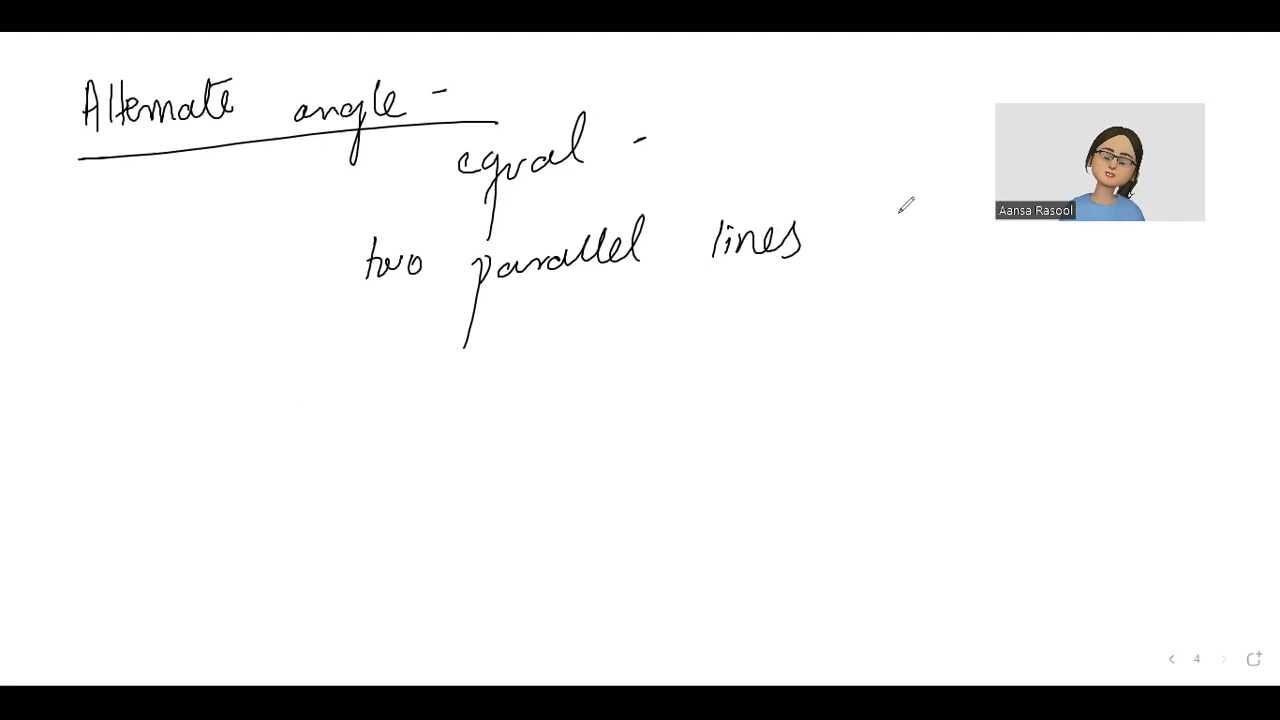 Alternate angle -
equal -
two parallel lines
Aansa Rasool
4